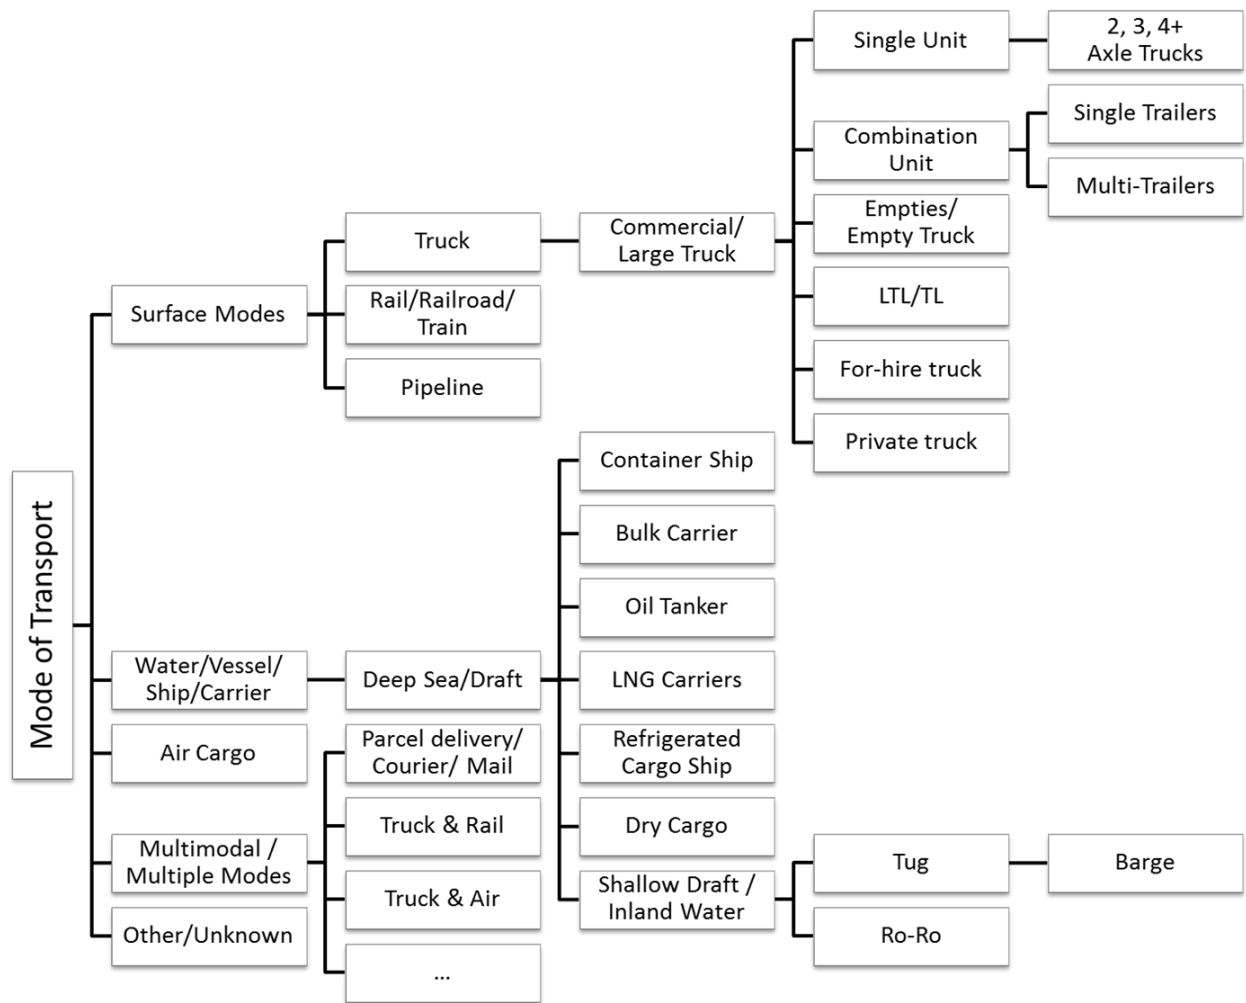 Mode of Transport
Surface Modes
Truck
Commercial/
Large Truck
Single Unit
2, 3, 4+
Axle Trucks
Combination
Unit
Single Trailers
Multi-Trailers
Empties/
Empty Truck
LTL/TL
For-hire truck
Private truck
Rail/Railroad/
Train
Pipeline
Water/Vessel/
Ship/Carrier
Deep Sea/Draft
Container Ship
Bulk Carrier
Oil Tanker
LNG Carriers
Refrigerated
Cargo Ship
Dry Cargo
Shallow Draft /
Inland Water
Tug
Barge
Ro-Ro
Air Cargo
Multimodal /
Multiple Modes
Parcel delivery/
Courier/ Mail
Truck & Rail
Truck & Air
...
Other/Unknown